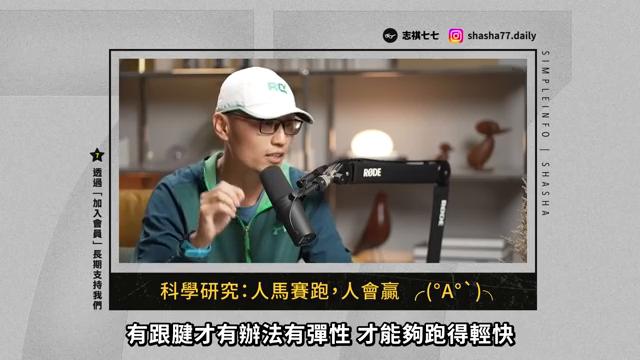 志祺七七
shasha77.daily
SIMPLEINFO | SHASHA
透過「加入會員」長期支持我們
RØDE
RØDE
科學研究：人馬賽跑，人會贏 ╭(°A°`)╮
有跟腱才有辦法有彈性 才能夠跑得輕快